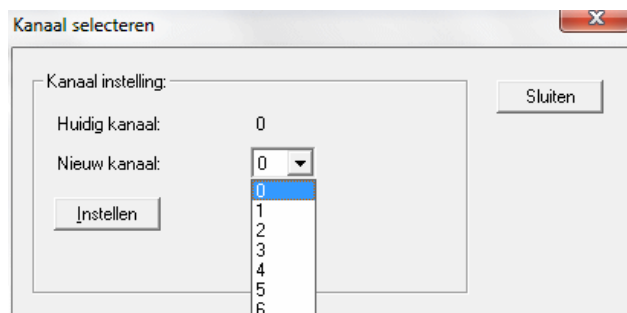 Kanaal selecteren
Kanaal instelling:
Sluiten
Huidig kanaal: 0
Nieuw kanaal: 0
0
Instellen
1
2
3
4
5
6